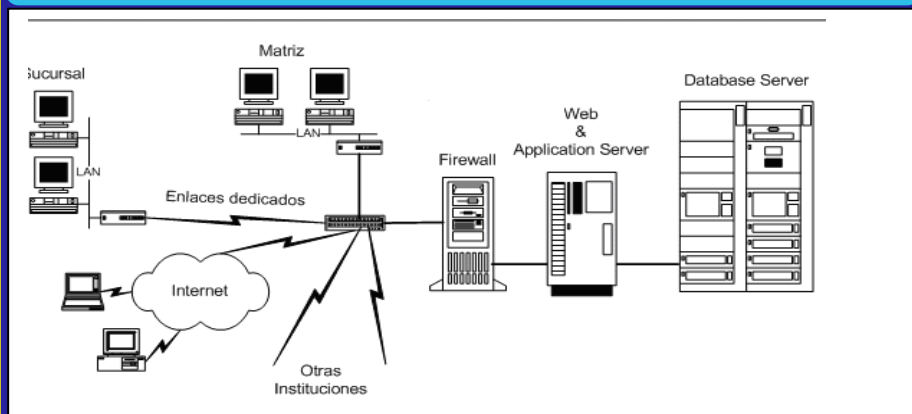 Matriz
Sucursal
Database Server
Web
&
Application Server
LAN
Firewall
LAN
Enlaces dedicados
Internet
Otras
Instituciones